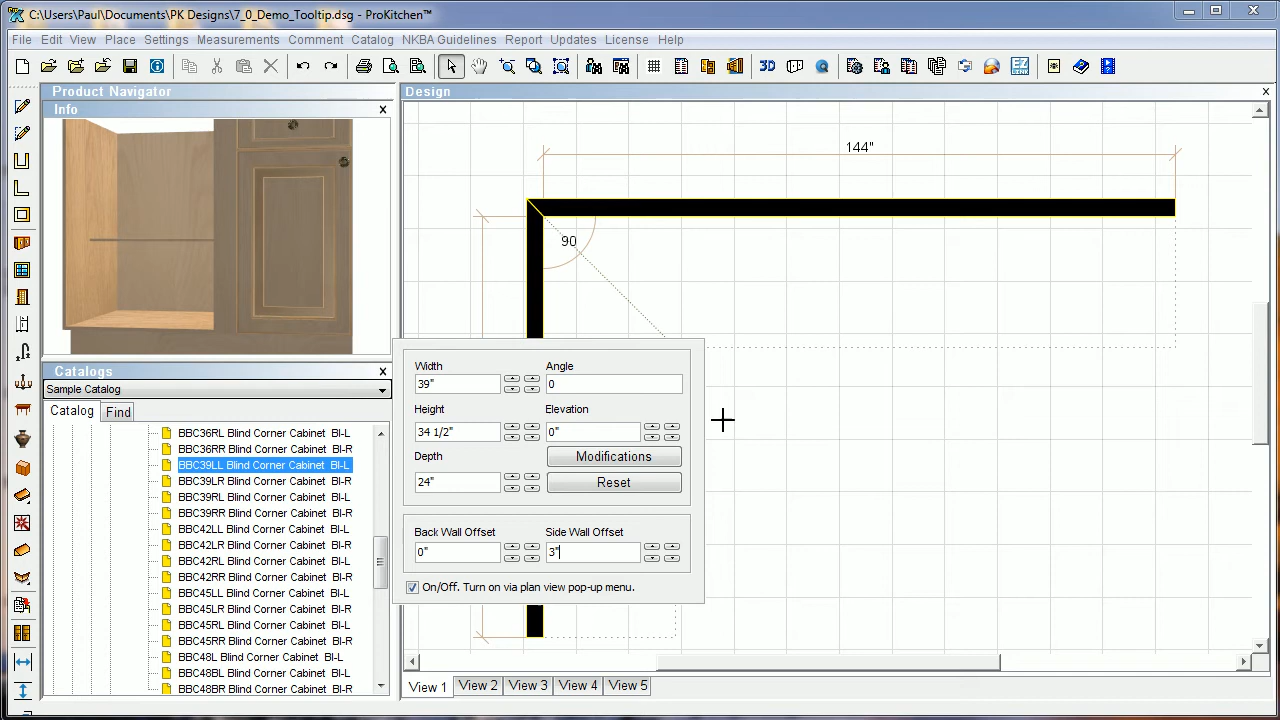 C:\Users\Paul\Documents\PK Designs\7_0_Demo_Tooltip.dsg - ProKitchen™
File Edit View Place Settings Measurements Comment Catalog NKBA Guidelines Report Updates License Help
3D
EZ
Product Navigator
Info
Design
144"
90
Catalogs
Sample Catalog
Catalog Find
BBC36RL Blind Corner Cabinet BI-L
BBC36RR Blind Corner Cabinet BI-R
BBC39LL Blind Corner Cabinet BI-L
BBC39LR Blind Corner Cabinet BI-R
BBC39RL Blind Corner Cabinet BI-L
BBC39RR Blind Corner Cabinet BI-R
BBC42LL Blind Corner Cabinet BI-L
BBC42LR Blind Corner Cabinet BI-R
BBC42RL Blind Corner Cabinet BI-L
BBC42RR Blind Corner Cabinet BI-R
BBC45LL Blind Corner Cabinet BI-L
BBC45LR Blind Corner Cabinet BI-R
BBC45RL Blind Corner Cabinet BI-L
BBC45RR Blind Corner Cabinet BI-R
BBC48L Blind Corner Cabinet BI-L
BBC48BL Blind Corner Cabinet BI-L
BBC48BR Blind Corner Cabinet BI-R
Width Angle
39" 0
Height Elevation
34 1/2" 0"
Depth Modifications
24" Reset
Back Wall Offset Side Wall Offset
0" 3"
On/Off. Turn on via plan view pop-up menu.
View 1 View 2 View 3 View 4 View 5